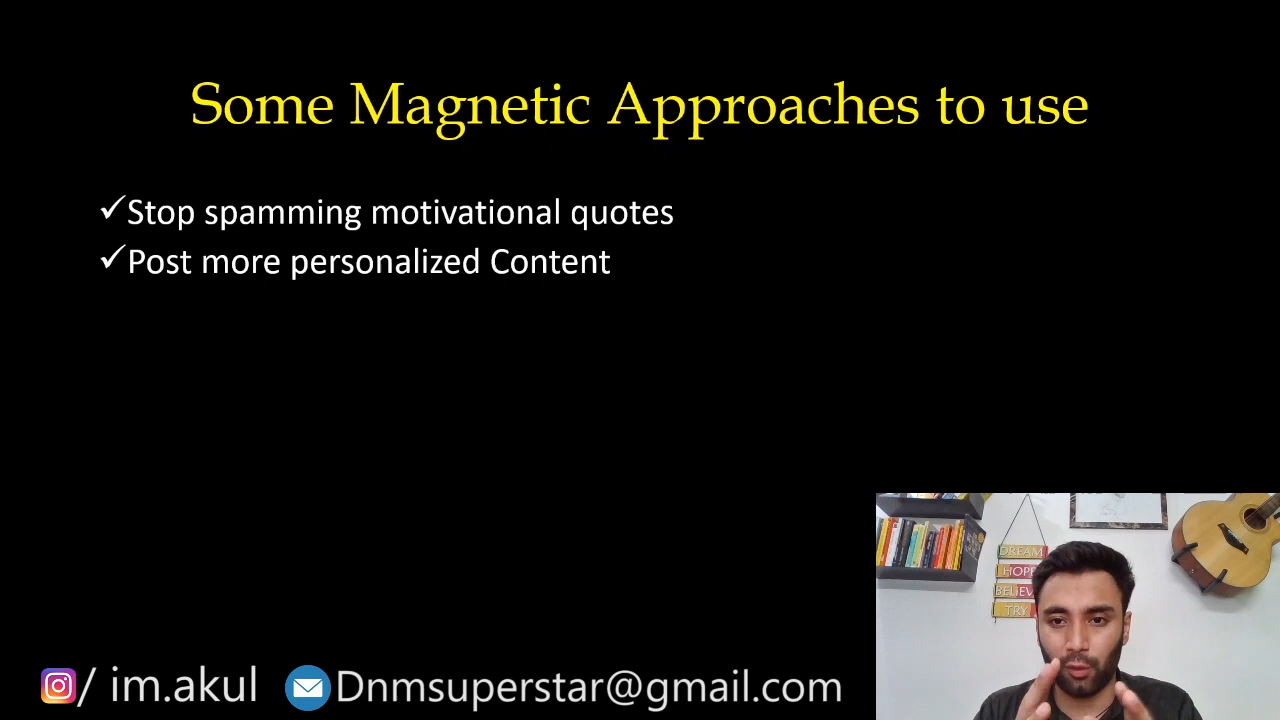 Some Magnetic Approaches to use
✓Stop spamming motivational quotes
✓Post more personalized Content
DREAM
HOPE
BELIEV
TRY
/ im.akul
Dnmsuperstar@gmail.com